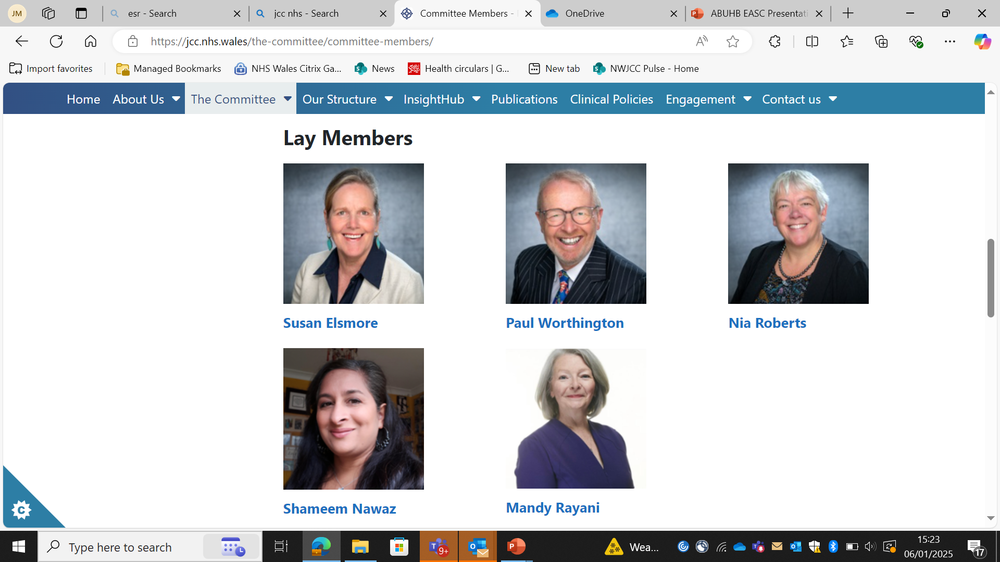 JM
esr - Search
jcc nhs - Search
Committee Members -
OneDrive
ABUHB EASC Presentati
https://jcc.nhs.wales/the-committee/committee-members/
Import favorites
Managed Bookmarks
NHS Wales Citrix Ga...
News
Health circulars | G...
New tab
NWJCC Pulse - Home
Home
About Us
The Committee
Our Structure
InsightHub
Publications
Clinical Policies
Engagement
Contact us
Lay Members
Susan Elsmore
Paul Worthington
Nia Roberts
Shameem Nawaz
Mandy Rayani
C
Type here to search
9+
Wea...
15:23
06/01/2025
17